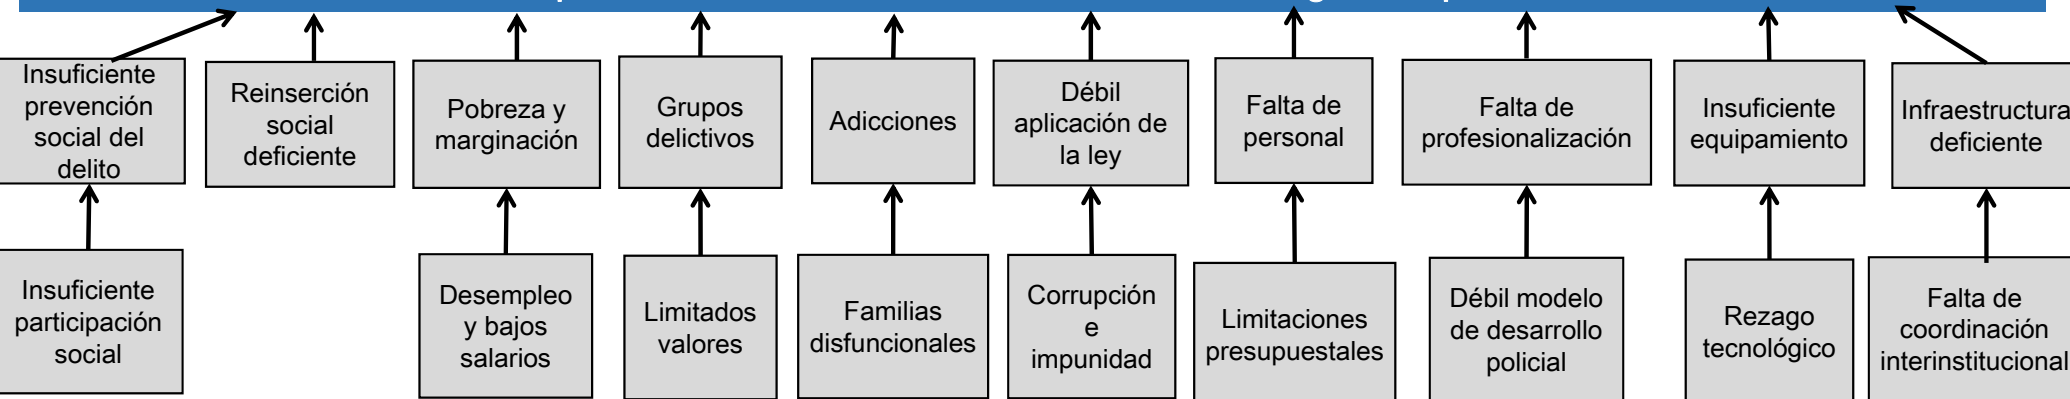 Insuficiente
prevención
social del
delito
Reinserción
social
deficiente
Pobreza y
marginación
Grupos
delictivos
Adicciones
Débil
aplicación de
la ley
Falta de
personal
Falta de
profesionalización
Insuficiente
equipamiento
Infraestructura
deficiente
Insuficiente
participación
social
Desempleo
y bajos
salarios
Limitados
valores
Familias
disfuncionales
Corrupción
e
impunidad
Limitaciones
presupuestales
Débil modelo
de desarrollo
policial
Rezago
tecnológico
Falta de
coordinación
interinstitucional